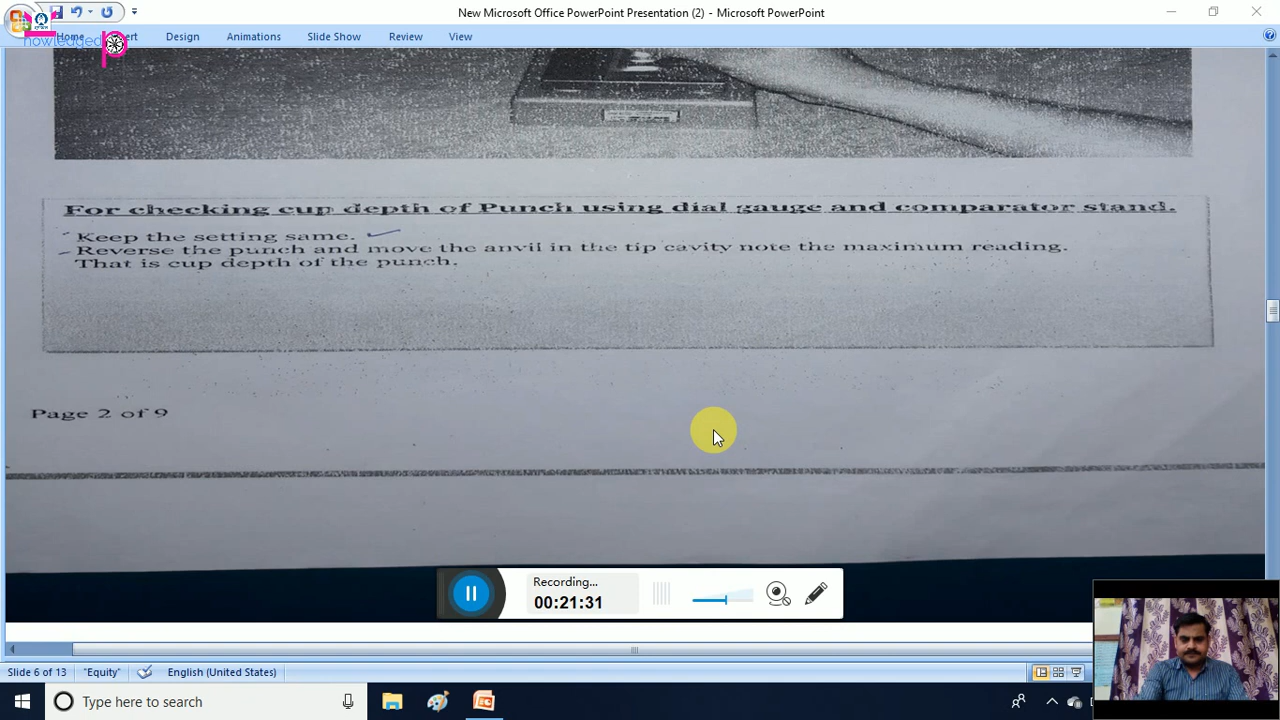 New Microsoft Office PowerPoint Presentation (2) - Microsoft PowerPoint
Home
Design
Animations
Slide Show
Review
View
For checking cup depth of Punch using dial gauge and comparator stand.
Keep the setting same.
- Reverse the punch and move the anvil in the tip cavity note the maximum reading.
That is cup depth of the punch.
Page 2 of 9
Recording...
00:21:31
Slide 6 of 13
"Equity"
English (United States)
Type here to search